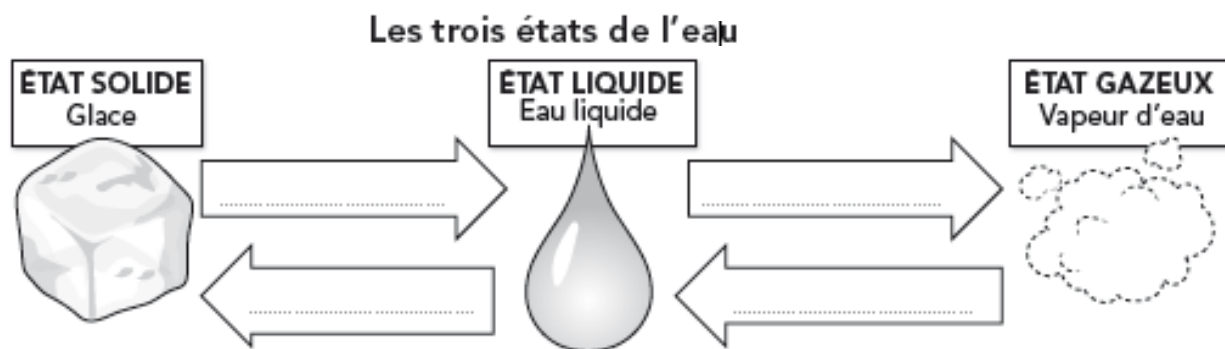 Les trois états de l'eau
ÉTAT SOLIDE
Glace
ÉTAT LIQUIDE
Eau liquide
ÉTAT GAZEUX
Vapeur d'eau